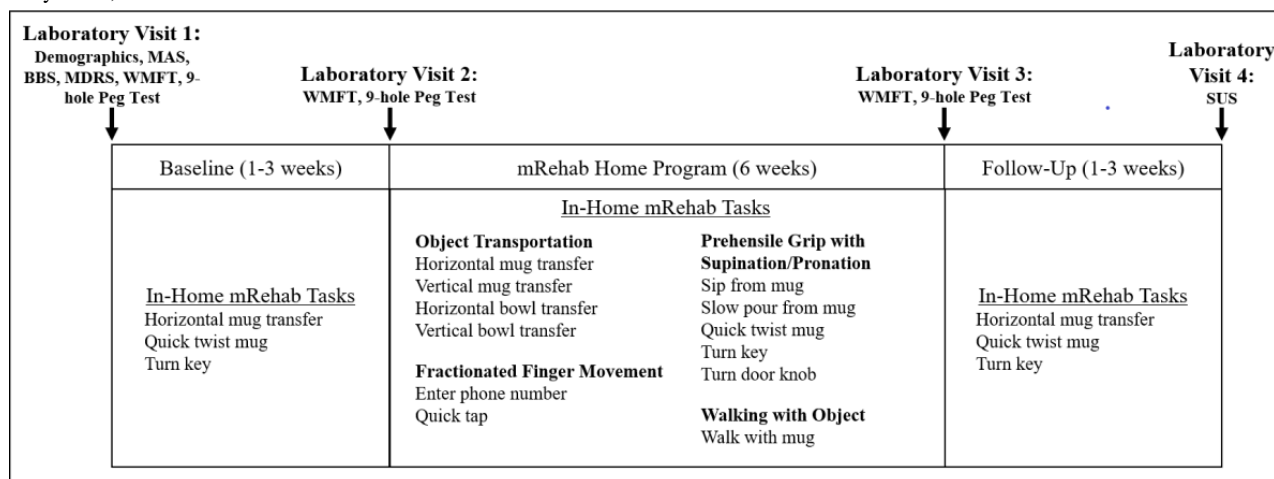 Laboratory Visit 1:
Demographics, MAS,
BBS, MDRS, WMFT, 9-
hole Peg Test
Laboratory Visit 2:
WMFT, 9-hole Peg Test
Laboratory Visit 3:
WMFT, 9-hole Peg Test
Laboratory
Visit 4:
SUS
Baseline (1-3 weeks)
mRehab Home Program (6 weeks)
Follow-Up (1-3 weeks)
In-Home mRehab Tasks
Horizontal mug transfer
Quick twist mug
Turn key
In-Home mRehab Tasks
Object Transportation
Horizontal mug transfer
Vertical mug transfer
Horizontal bowl transfer
Vertical bowl transfer
Fractionated Finger Movement
Enter phone number
Quick tap
Prehensile Grip with
Supination/Pronation
Sip from mug
Slow pour from mug
Quick twist mug
Turn key
Turn door knob
Walking with Object
Walk with mug
In-Home mRehab Tasks
Horizontal mug transfer
Quick twist mug
Turn key